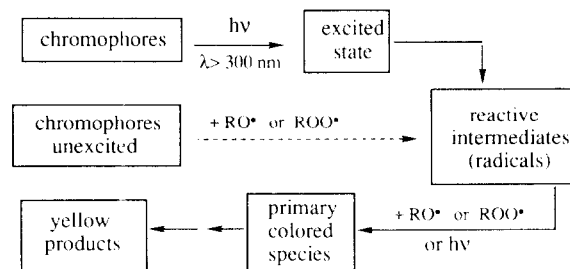 chromophores
hν
λ> 300 nm
excited
state
chromophores
unexcited
+ RO• or ROO•
reactive
intermediates
(radicals)
yellow
products
primary
colored
species
+ RO• or ROO•
or hν